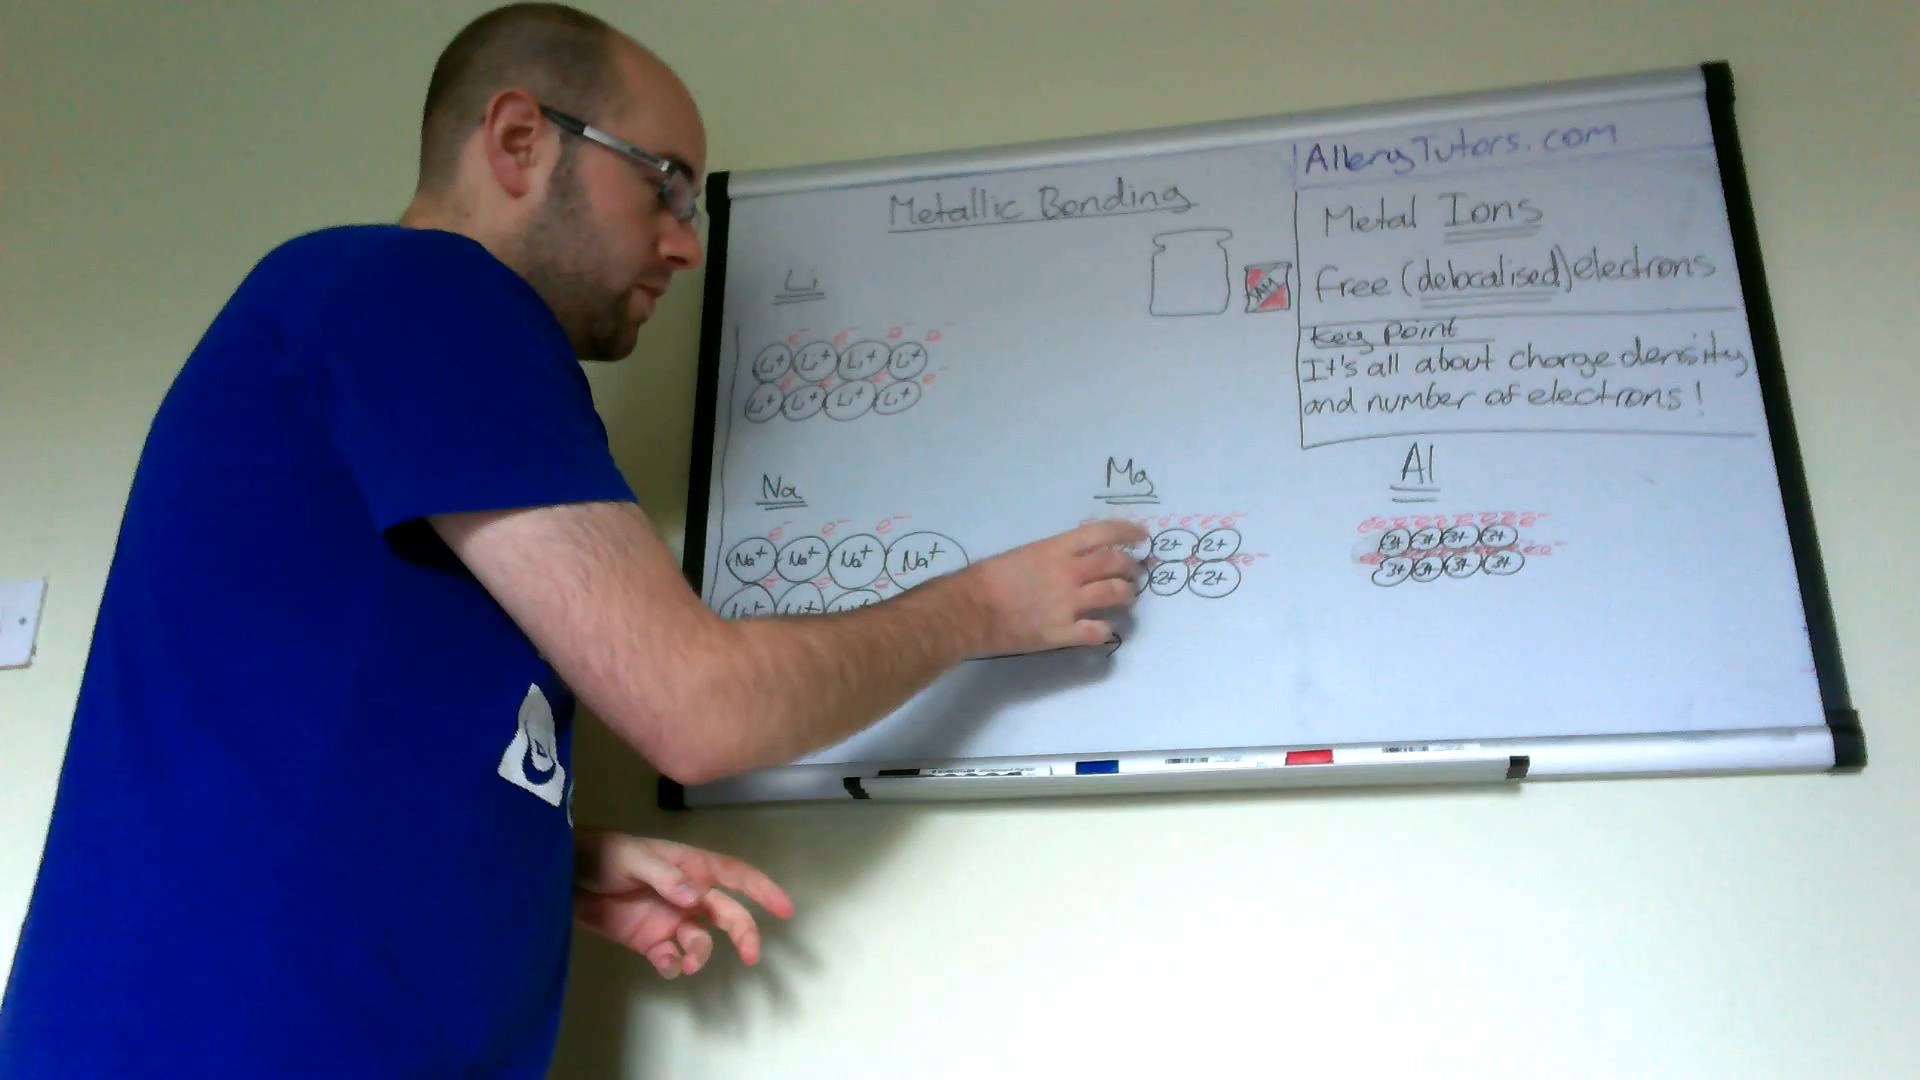 Metallic Bonding
AlleryTutors.com
Metal Ions
free (delocalised) electrons
Key Point
It's all about charge density
and number of electrons!
JAM
Li
e- e- e- e-
Li+ Li+ Li+ Li+
e-
Li+ Li+ Li+ Li+
Na
e- e- e-
Na+ Na+ Na+ Na+
Mg
2+ 2+
2+ 2+
Al
3+ 3+ 3+ 3+
3+ 3+ 3+ 3+